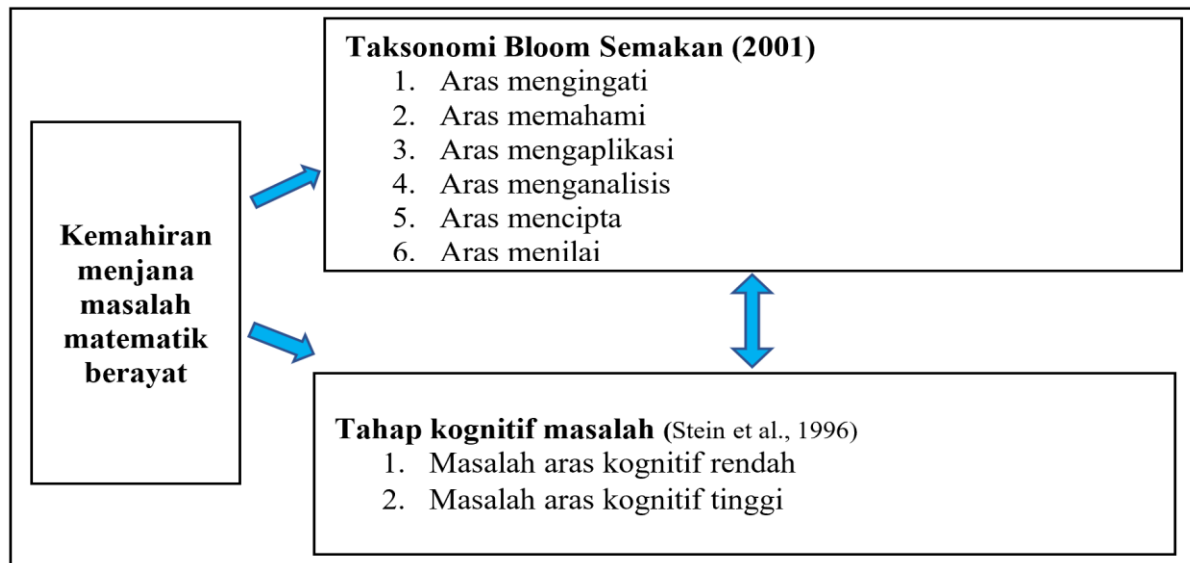 Taksonomi Bloom Semakan (2001)
1. Aras mengingati
2. Aras memahami
3. Aras mengaplikasi
4. Aras menganalisis
5. Aras mencipta
6. Aras menilai
Kemahiran
menjana
masalah
matematik
berayat
Tahap kognitif masalah (Stein et al., 1996)
1. Masalah aras kognitif rendah
2. Masalah aras kognitif tinggi